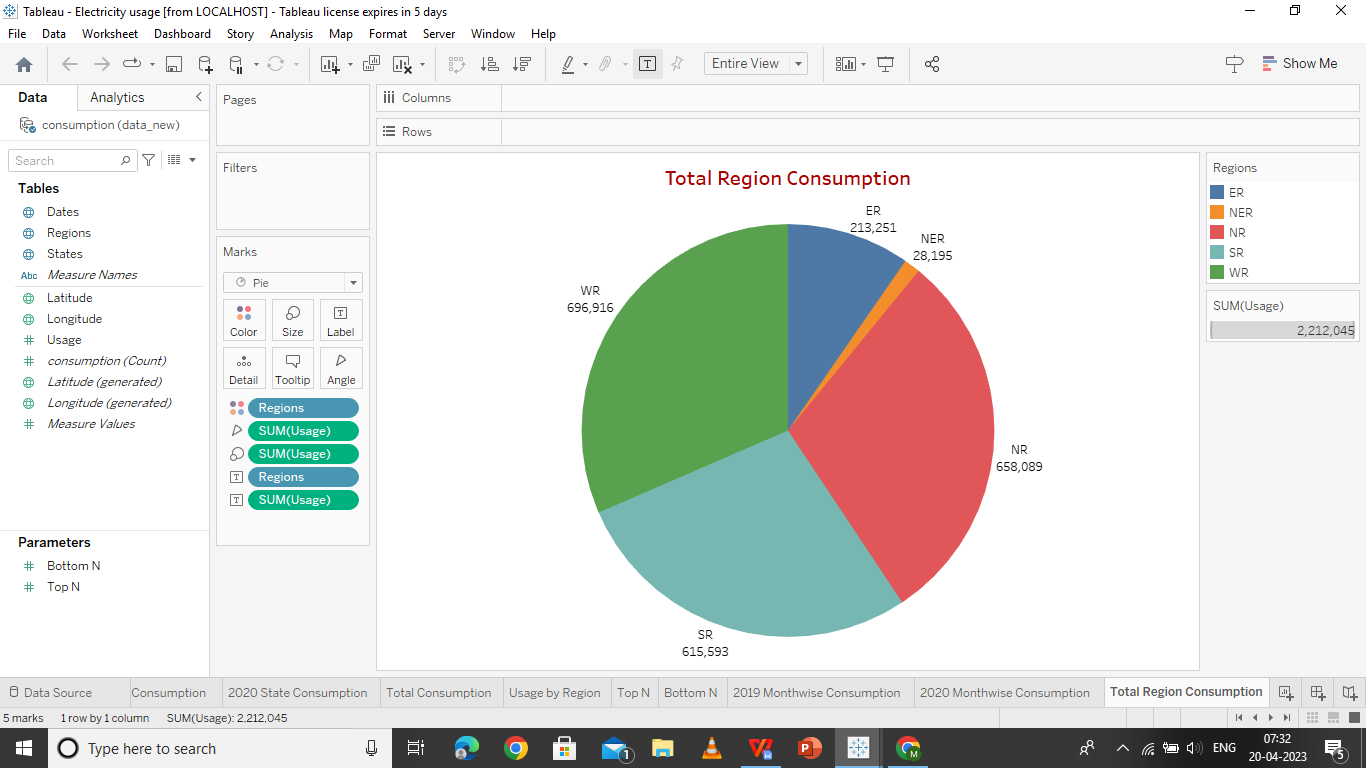 Tableau - Electricity usage [from LOCALHOST] - Tableau license expires in 5 days
File Data Worksheet Dashboard Story Analysis Map Format Server Window Help
Entire View
Show Me
Data Analytics
consumption (data_new)
Search
Tables
Dates
Regions
States
Abc Measure Names
Latitude
Longitude
Usage
consumption (Count)
Latitude (generated)
Longitude (generated)
Measure Values
Parameters
Bottom N
Top N
Pages
Filters
Marks
Pie
Color Size Label
Detail Tooltip Angle
Regions
SUM(Usage)
SUM(Usage)
Regions
SUM(Usage)
Columns
Rows
Total Region Consumption
ER
213,251
NER
28,195
WR
696,916
NR
658,089
SR
615,593
Regions
ER
NER
NR
SR
WR
SUM(Usage)
2,212,045
Data Source Consumption 2020 State Consumption Total Consumption Usage by Region Top N Bottom N 2019 Monthwise Consumption 2020 Monthwise Consumption Total Region Consumption
5 marks 1 row by 1 column SUM(Usage): 2,212,045
Type here to search
1
ENG
07:32
20-04-2023
5